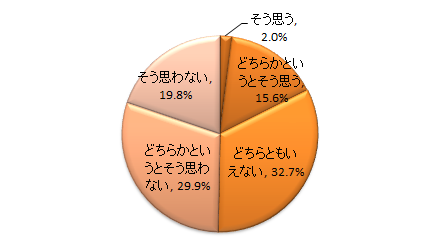 そう思う,
2.0%
どちらかとい
うとそう思う,
15.6%
どちらともい
えない, 32.7%
どちらかとい
うとそう思わ
ない, 29.9%
そう思わない,
19.8%